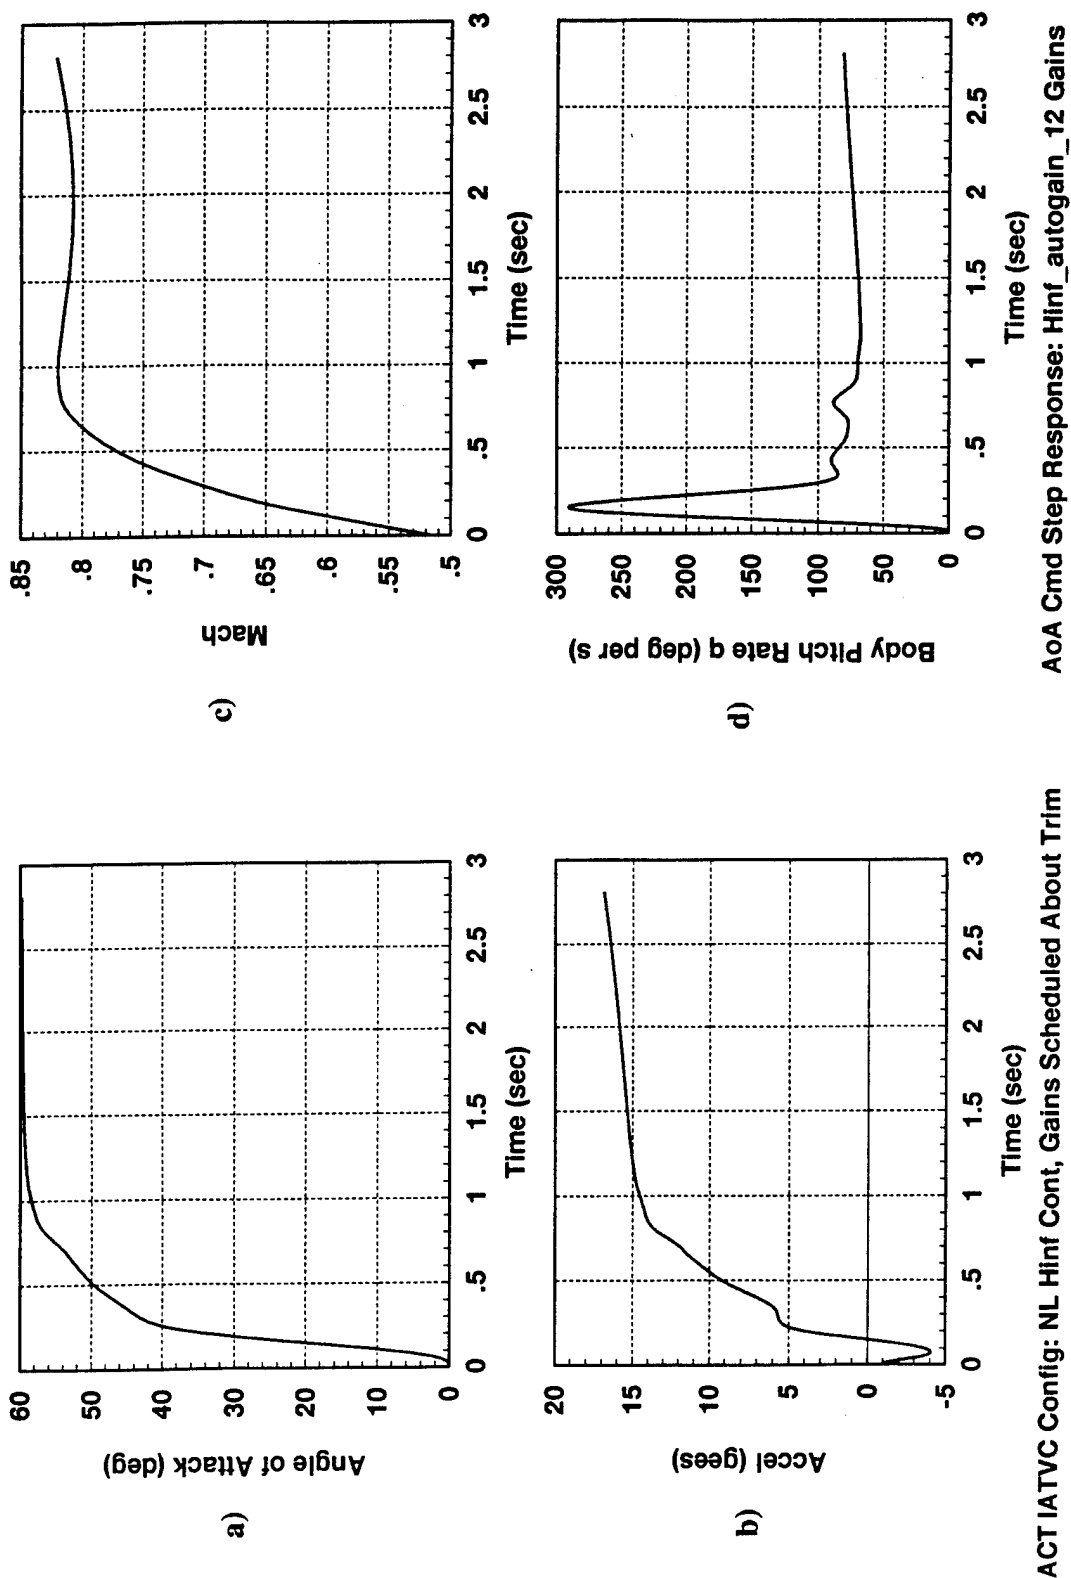 a)
Angle of Attack (deg)
60
50
40
30
20
10
0
0 .5 1 1.5 2 2.5 3
Time (sec)
c)
Mach
.85
.8
.75
.7
.65
.6
.55
.5
0 .5 1 1.5 2 2.5 3
Time (sec)
b)
Accel (gees)
20
15
10
5
0
-5
0 .5 1 1.5 2 2.5 3
Time (sec)
d)
Body Pitch Rate q (deg per s)
300
250
200
150
100
50
0
0 .5 1 1.5 2 2.5 3
Time (sec)
ACT IATVC Config: NL Hinf Cont, Gains Scheduled About Trim
AoA Cmd Step Response: Hinf_autogain_12 Gains